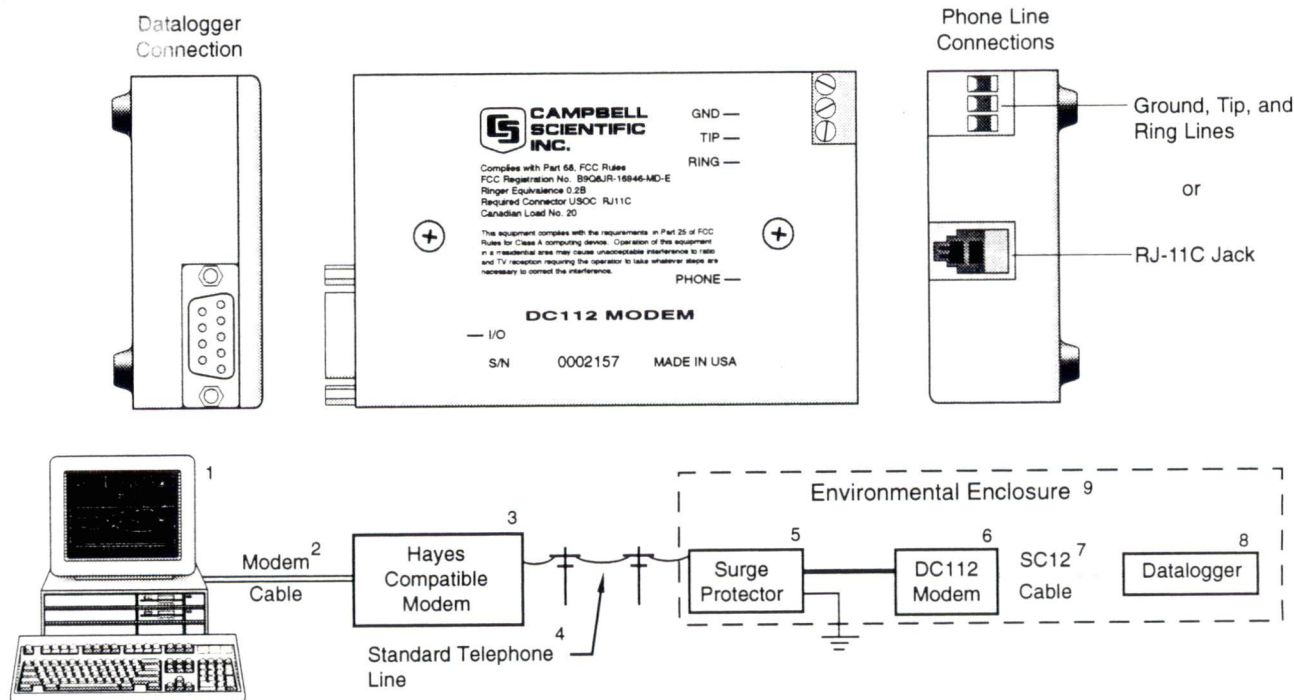 Datalogger
Connection
CAMPBELL
SCIENTIFIC
INC.
Complies with Part 68, FCC Rules
FCC Registration No. B9Q8JR-16946-MD-E
Ringer Equivalence 0.2B
Required Connector USOC RJ11C
Canadian Load No. 20
This equipment complies with the requirements in Part 25 of FCC
Rules for Class A computing device. Operation of this equipment
in a residential area may cause unacceptable interference to ratio
and TV reception requiring the operator to take whatever steps are
necessary to correct the interference.
GND
TIP
RING
PHONE
DC112 MODEM
I/O
S/N 0002157 MADE IN USA
Phone Line
Connections
Ground, Tip, and
Ring Lines
or
RJ-11C Jack
1
Modem 2
Cable
3
Hayes
Compatible
Modem
4
Standard Telephone
Line
Environmental Enclosure 9
5
Surge
Protector
6
DC112
Modem
SC12 7
Cable
8
Datalogger